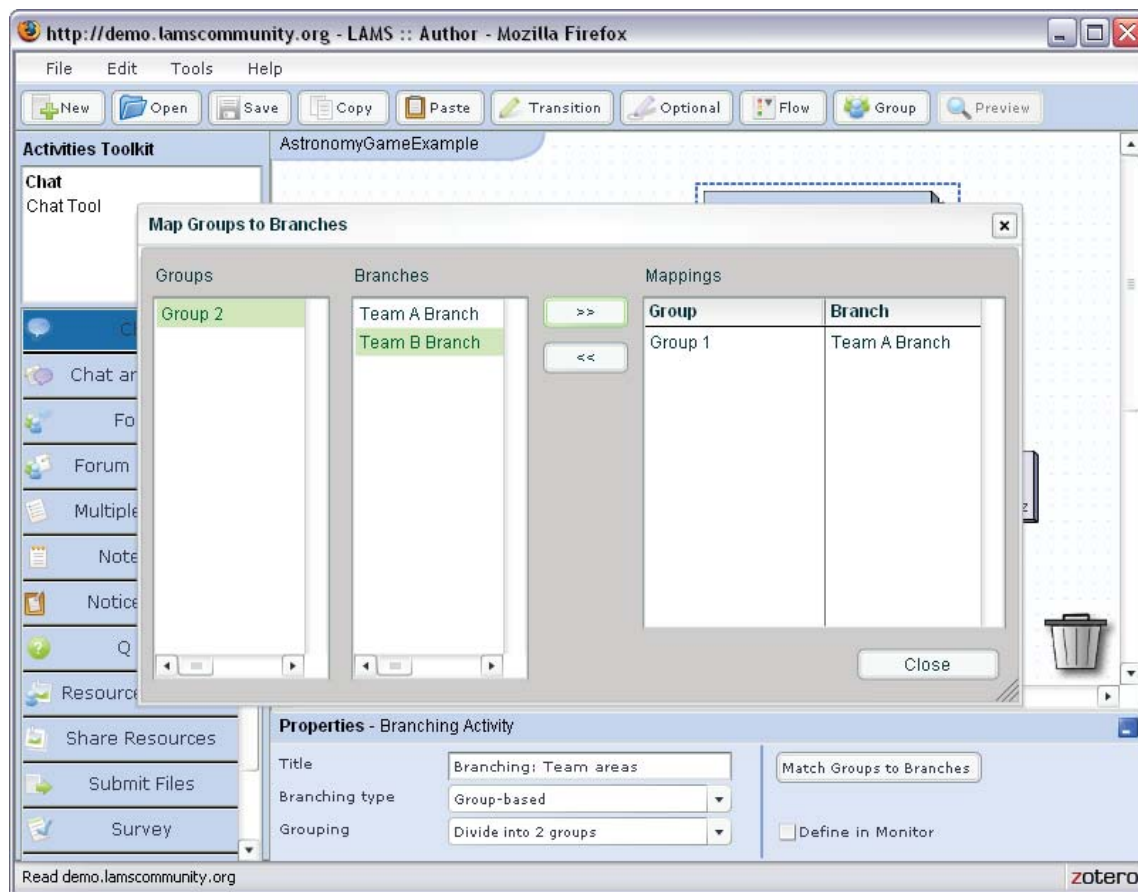 http://demo.lamscommunity.org - LAMS :: Author - Mozilla Firefox
File Edit Tools Help
New Open Save Copy Paste Transition Optional Flow Group Preview
Activities Toolkit
AstronomyGameExample
Chat
Chat Tool
Map Groups to Branches
Groups
Branches
Mappings
Group 2
Team A Branch
Team B Branch
>>
<<
Group Branch
Group 1 Team A Branch
Close
Chat
Forum
Multiple
Note
Notice
Q
Share Resources
Submit Files
Survey
Properties - Branching Activity
Title Branching: Team areas
Match Groups to Branches
Branching type Group-based
Grouping Divide into 2 groups
Define in Monitor
Read demo.lamscommunity.org
zotero